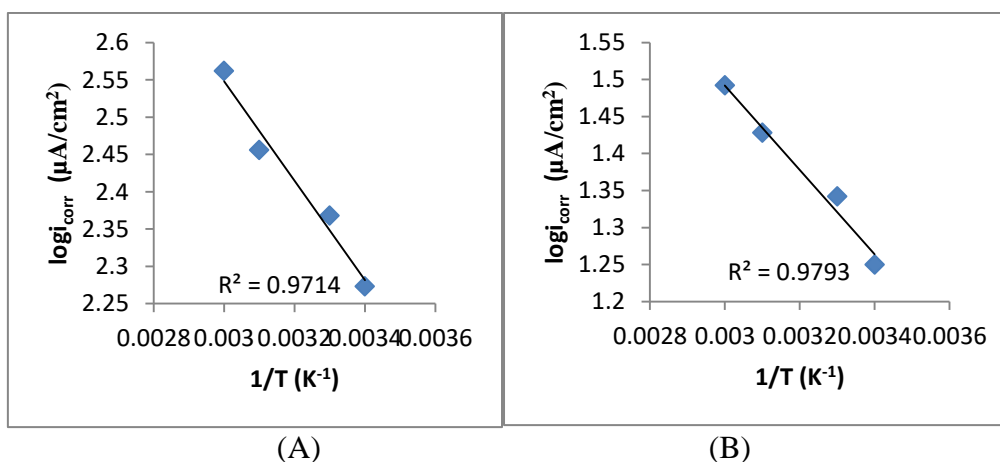 logi_corr (µA/cm²)
2.6
2.55
2.5
2.45
2.4
2.35
2.3
2.25
R² = 0.9714
0.0028 0.003 0.0032 0.0034 0.0036
1/T (K⁻¹)
(A)
logi_corr (µA/cm²)
1.55
1.5
1.45
1.4
1.35
1.3
1.25
1.2
R² = 0.9793
0.0028 0.003 0.0032 0.0034 0.0036
1/T (K⁻¹)
(B)